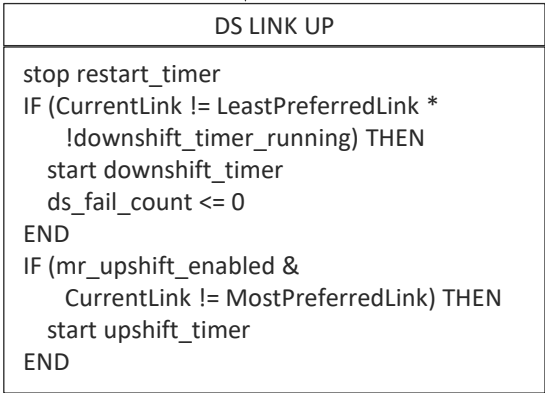 DS LINK UP
stop restart_timer
IF (CurrentLink != LeastPreferredLink *
!downshift_timer_running) THEN
start downshift_timer
ds_fail_count <= 0
END
IF (mr_upshift_enabled &
CurrentLink != MostPreferredLink) THEN
start upshift_timer
END